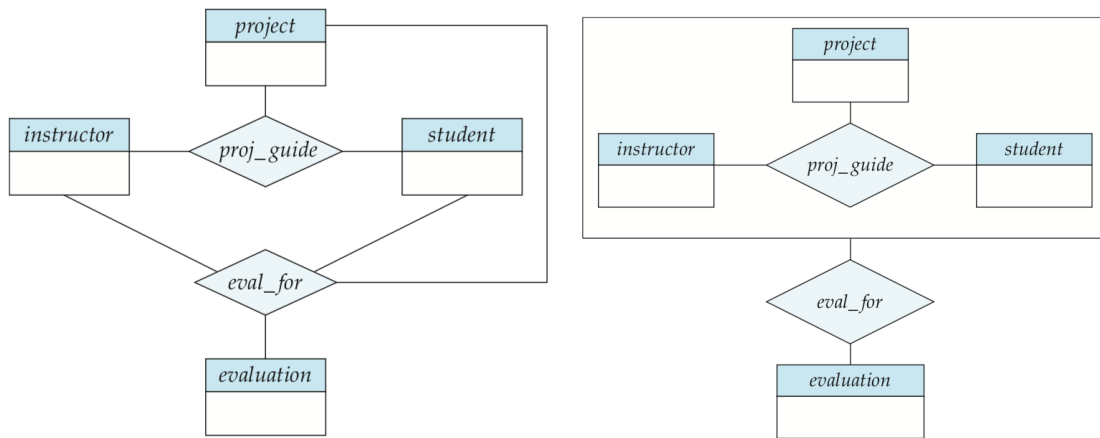 project
instructor
proj_guide
student
eval_for
evaluation
project
instructor
proj_guide
student
eval_for
evaluation